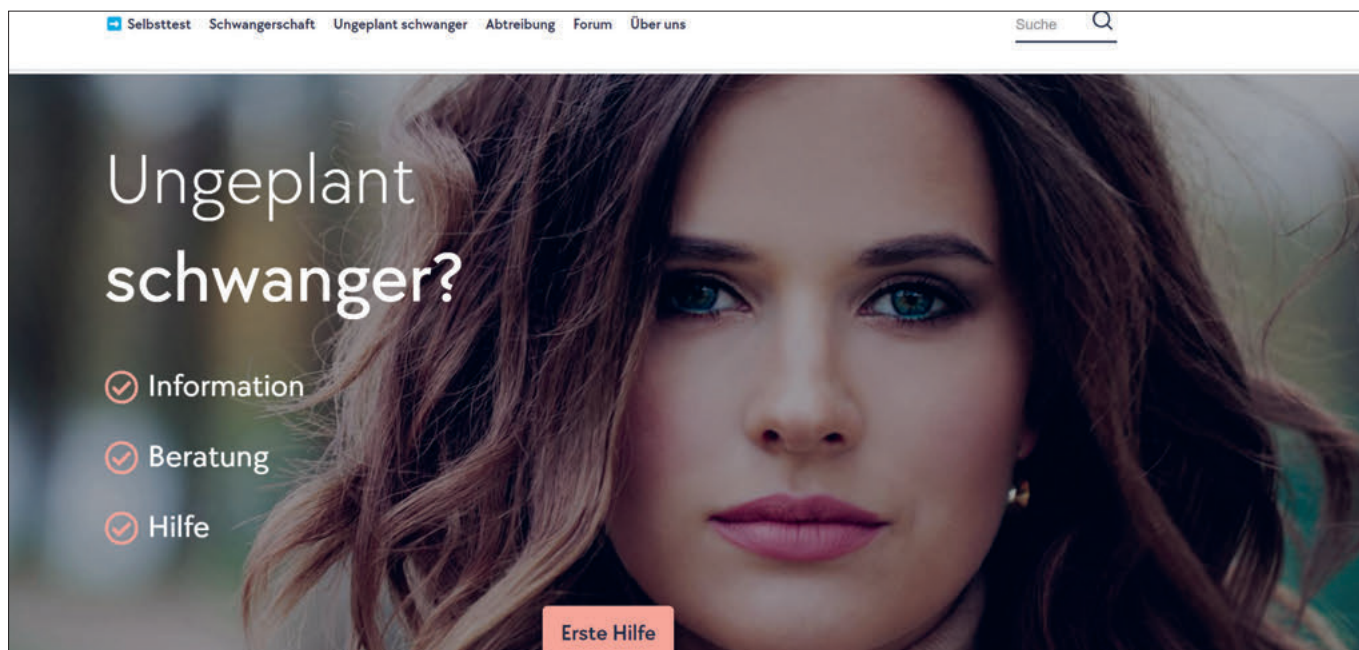 Selbsttest Schwangerschaft Ungeplant schwanger Abtreibung Forum Über uns Suche
Ungeplant
schwanger?
Information
Beratung
Hilfe
Erste Hilfe